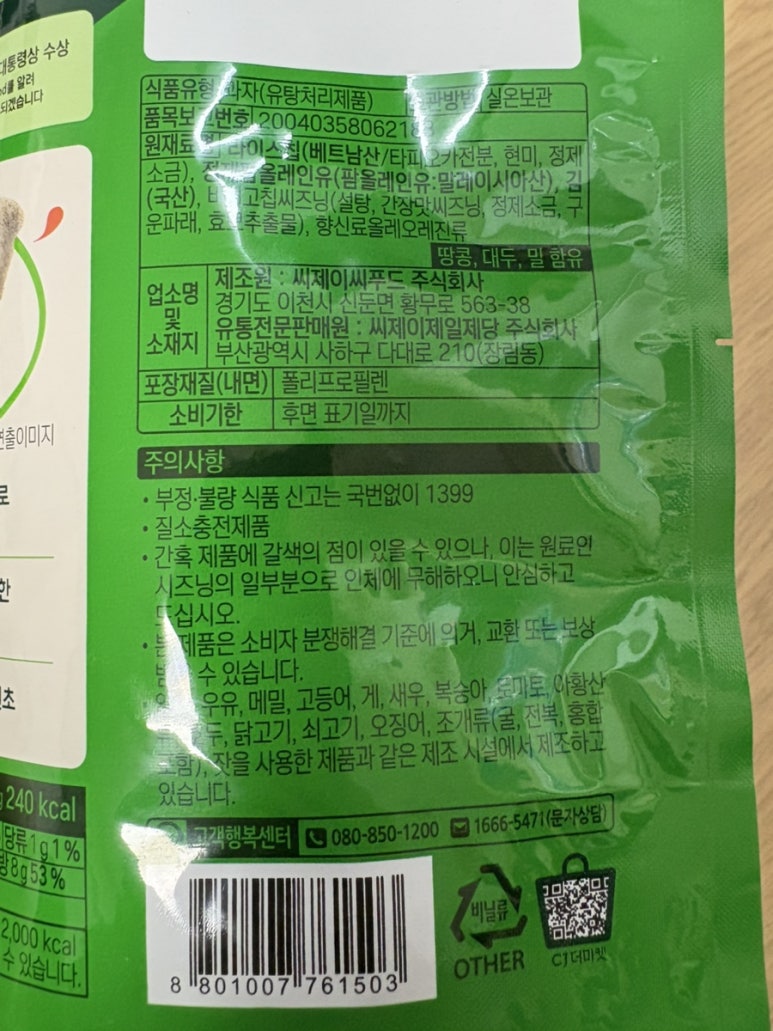 대통령상 수상
를 알려
되겠습니다
연출이미지
료
한
초
240 kcal
당류 1 g 1 %
방 8 g 53 %
2,000 kcal
수 있습니다.
식품유형 과자(유탕처리제품) 보관방법 실온보관
품목보고번호
원재료명 라이스칩(베트남산/타피오카전분, 현미, 정제
소금), 팜올레인유(팜올레인유:말레이시아산), 김
(국산), 비비고칩씨즈닝(설탕, 간장맛씨즈닝, 정제소금, 구
운파래, 효모추출물), 향신료올레오레진류
땅콩, 대두, 밀 함유
업소명 및 소재지
제조원 : 씨제이씨푸드 주식회사
경기도 이천시 신둔면 황무로 563-38
유통전문판매원 : 씨제이제일제당 주식회사
부산광역시 사하구 다대로 210(장림동)
포장재질(내면) 폴리프로필렌
소비기한 후면 표기일까지
주의사항
• 부정·불량 식품 신고는 국번없이 1399
• 질소충전제품
• 간혹 제품에 갈색의 점이 있을 수 있으나, 이는 원료인
시즈닝의 일부분으로 인체에 무해하오니 안심하고
드십시오.
• 본 제품은 소비자 분쟁해결 기준에 의거, 교환 또는 보상
받을 수 있습니다.
• 우유, 메밀, 고등어, 게, 새우, 복숭아, 토마토, 아황산
닭고기, 쇠고기, 오징어, 조개류(굴, 전복, 홍합
포함), 잣을 사용한 제품과 같은 제조 시설에서 제조하고
있습니다.
고객행복센터 080-850-1200 1666-5471(문자상담)
비닐류
OTHER
CJ더마켓
8 801007 761503